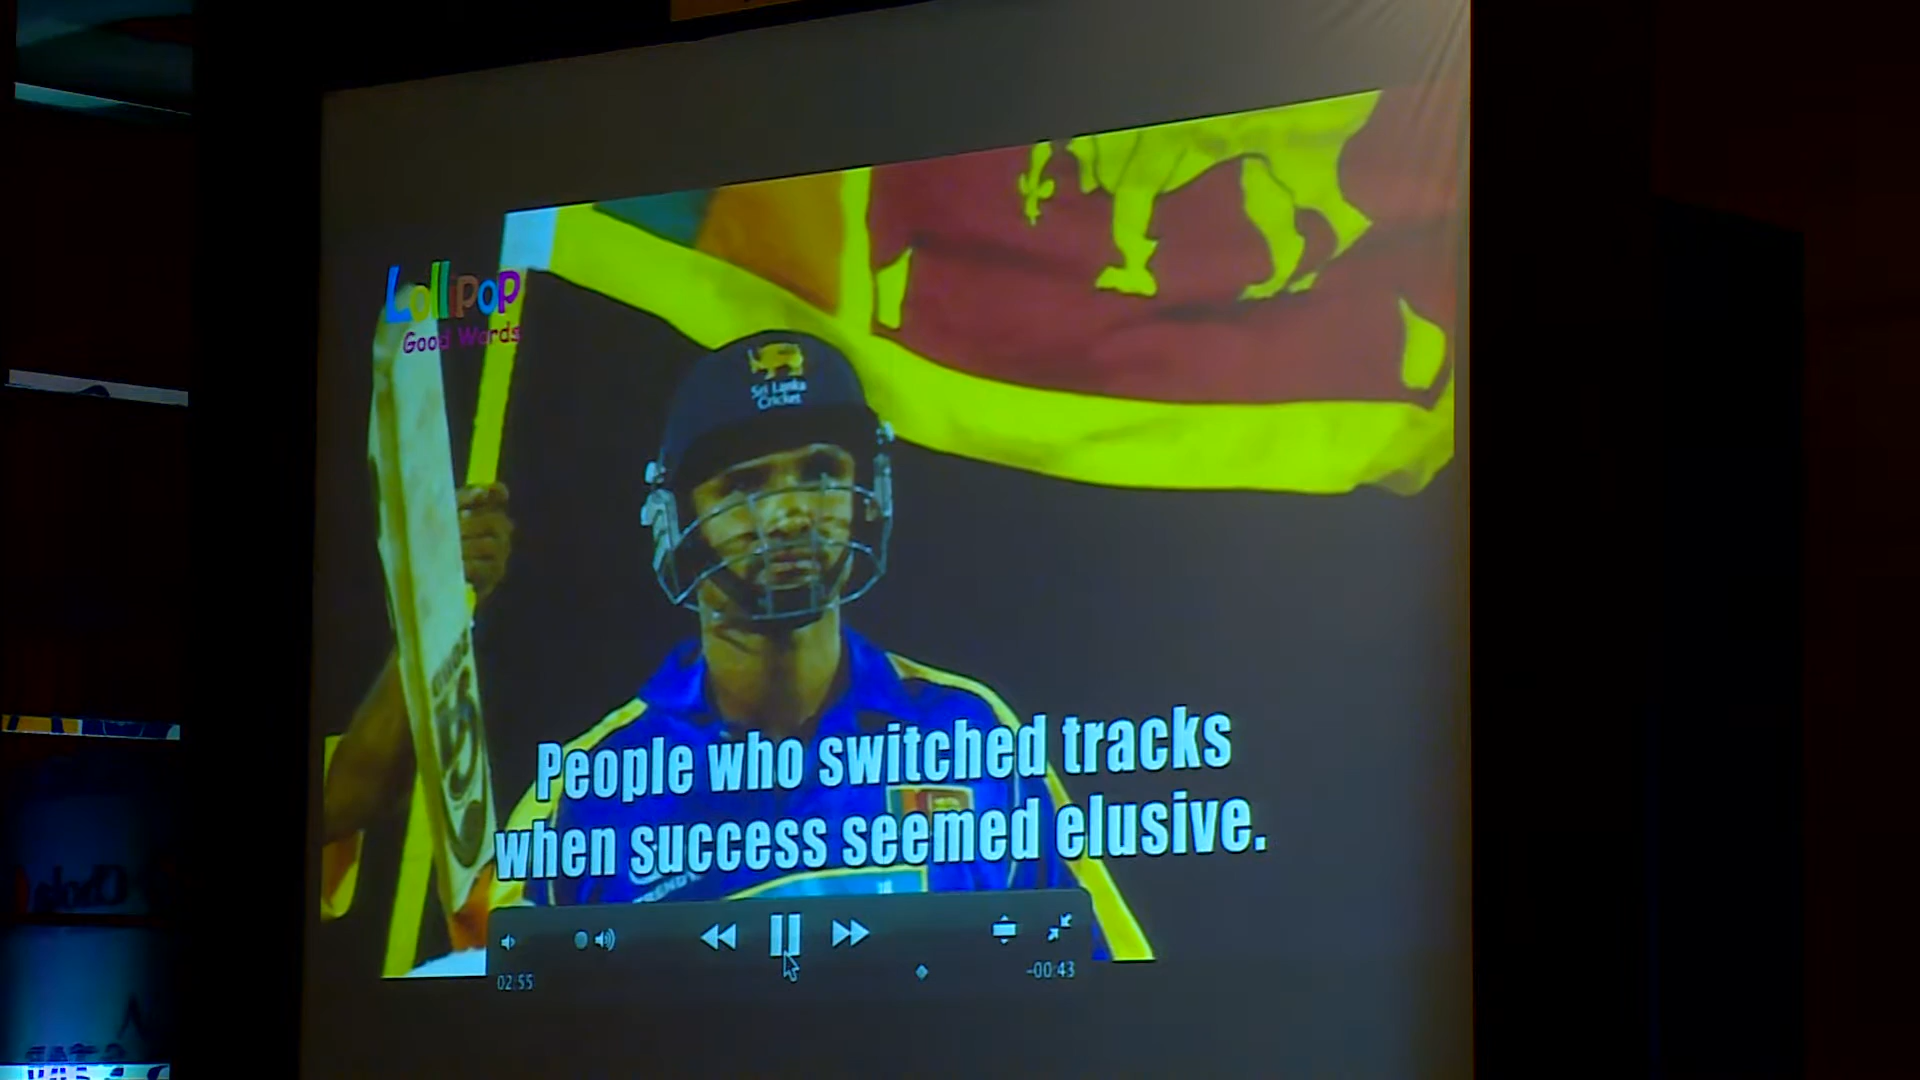 Lollipop
Good Words
Sri Lanka
Cricket
People who switched tracks
when success seemed elusive.
02:55
-00:43